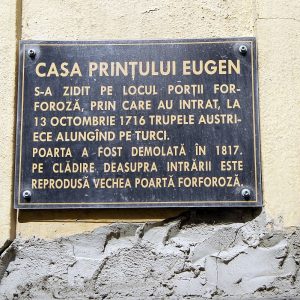 CASA PRINȚULUI EUGEN
S-A ZIDIT PE LOCUL PORȚII FOR-
FOROZĂ, PRIN CARE AU INTRAT, LA
13 OCTOMBRIE 1716 TRUPELE AUSTRI-
ECE ALUNGÎND PE TURCI.
POARTA A FOST DEMOLATĂ ÎN 1817.
PE CLĂDIRE, DEASUPRA INTRĂRII ESTE
REPRODUSĂ VECHEA POARTĂ FORFOROZĂ.